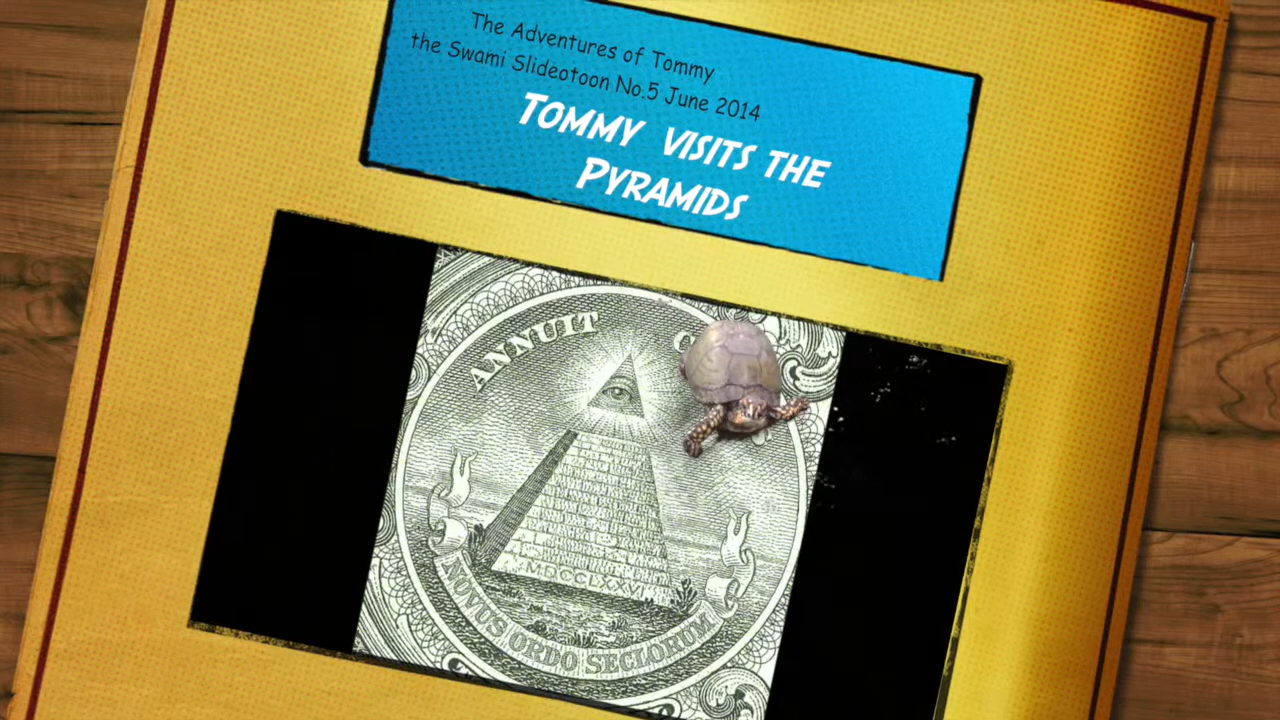 The Adventures of Tommy
the Swami Slideotoon No.5 June 2014
TOMMY VISITS THE
PYRAMIDS
ANNUIT C
MDCCLXXVI
NOVUS ORDO SECLORUM